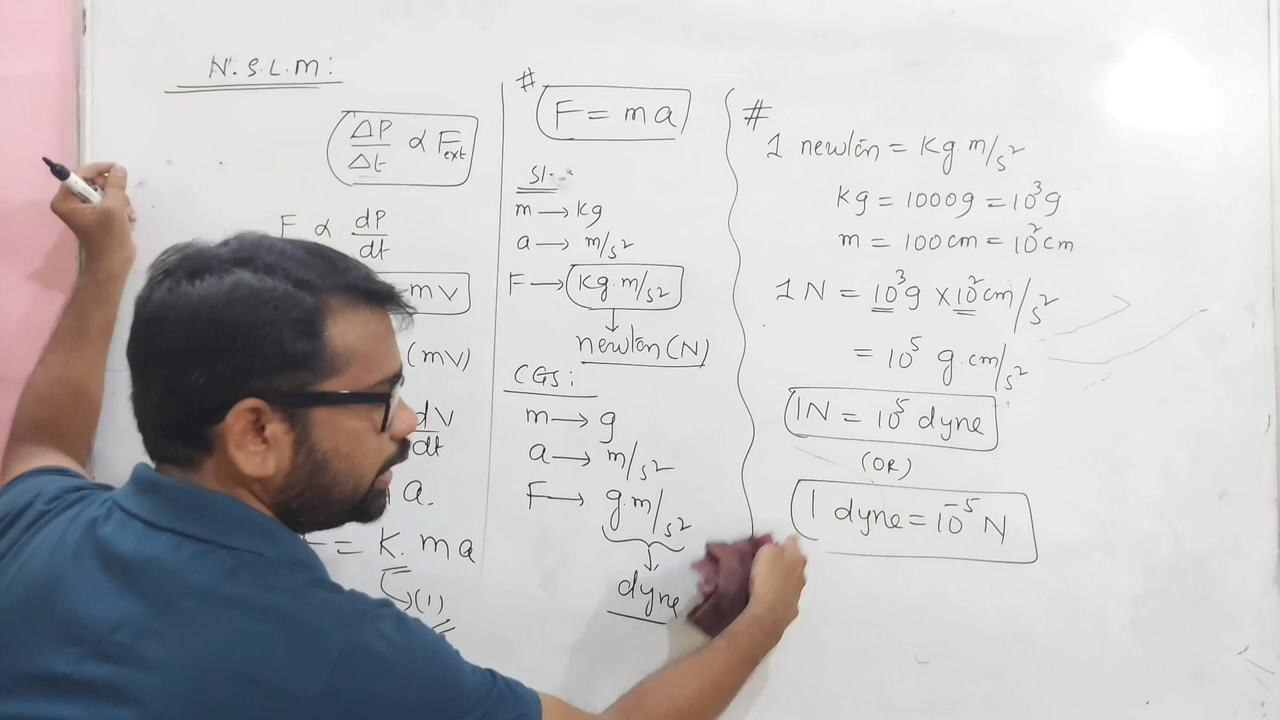 N.S.L.M:
ΔP/Δt ∝ F_ext
F ∝ dP/dt
=mV
(mV)
dV/dt
a.
= K. m a
(1)
#
F = ma
SI
m → kg
a → m/s²
F → kg.m/s²
newton(N)
CGS:
m → g
a → m/s²
F → g.m/s²
dyne
#
1 newton = kg.m/s²
kg = 1000g = 10³g
m = 100cm = 10²cm
1N = 10³g × 10²cm/s²
= 10⁵ g.cm/s²
1N = 10⁵ dyne
(OR)
1 dyne = 10⁻⁵ N